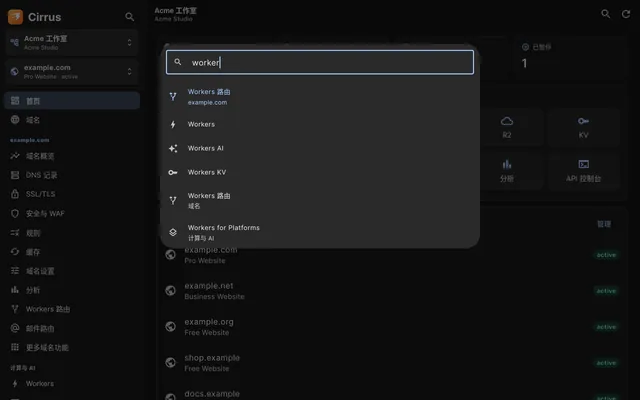 Cirrus
Acme 工作室
Acme Studio
example.com
Pro Website · active
首页
域名
example.com
域名概览
DNS 记录
SSL/TLS
安全与 WAF
规则
缓存
域名设置
分析
Workers 路由
邮件路由
更多域名功能
计算与 AI
Workers
Acme 工作室
Acme Studio
worker
Workers 路由
example.com
Workers
Workers AI
Workers KV
Workers 路由
域名
Workers for Platforms
计算与 AI
已暂停
1
R2
KV
分析
API 控制台
管理
example.com
Pro Website
active
example.net
Business Website
active
example.org
Free Website
active
shop.example
Free Website
active
docs.example
active